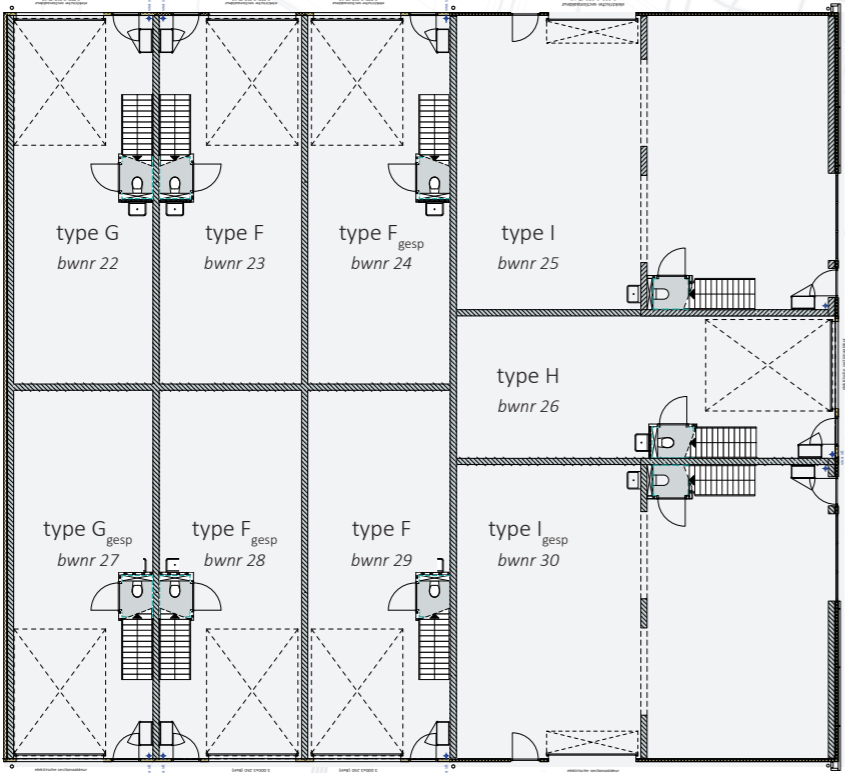 type G
bwnr 22
type F
bwnr 23
type Fgesp
bwnr 24
type I
bwnr 25
type H
bwnr 26
type Ggesp
bwnr 27
type Fgesp
bwnr 28
type F
bwnr 29
type Igesp
bwnr 30